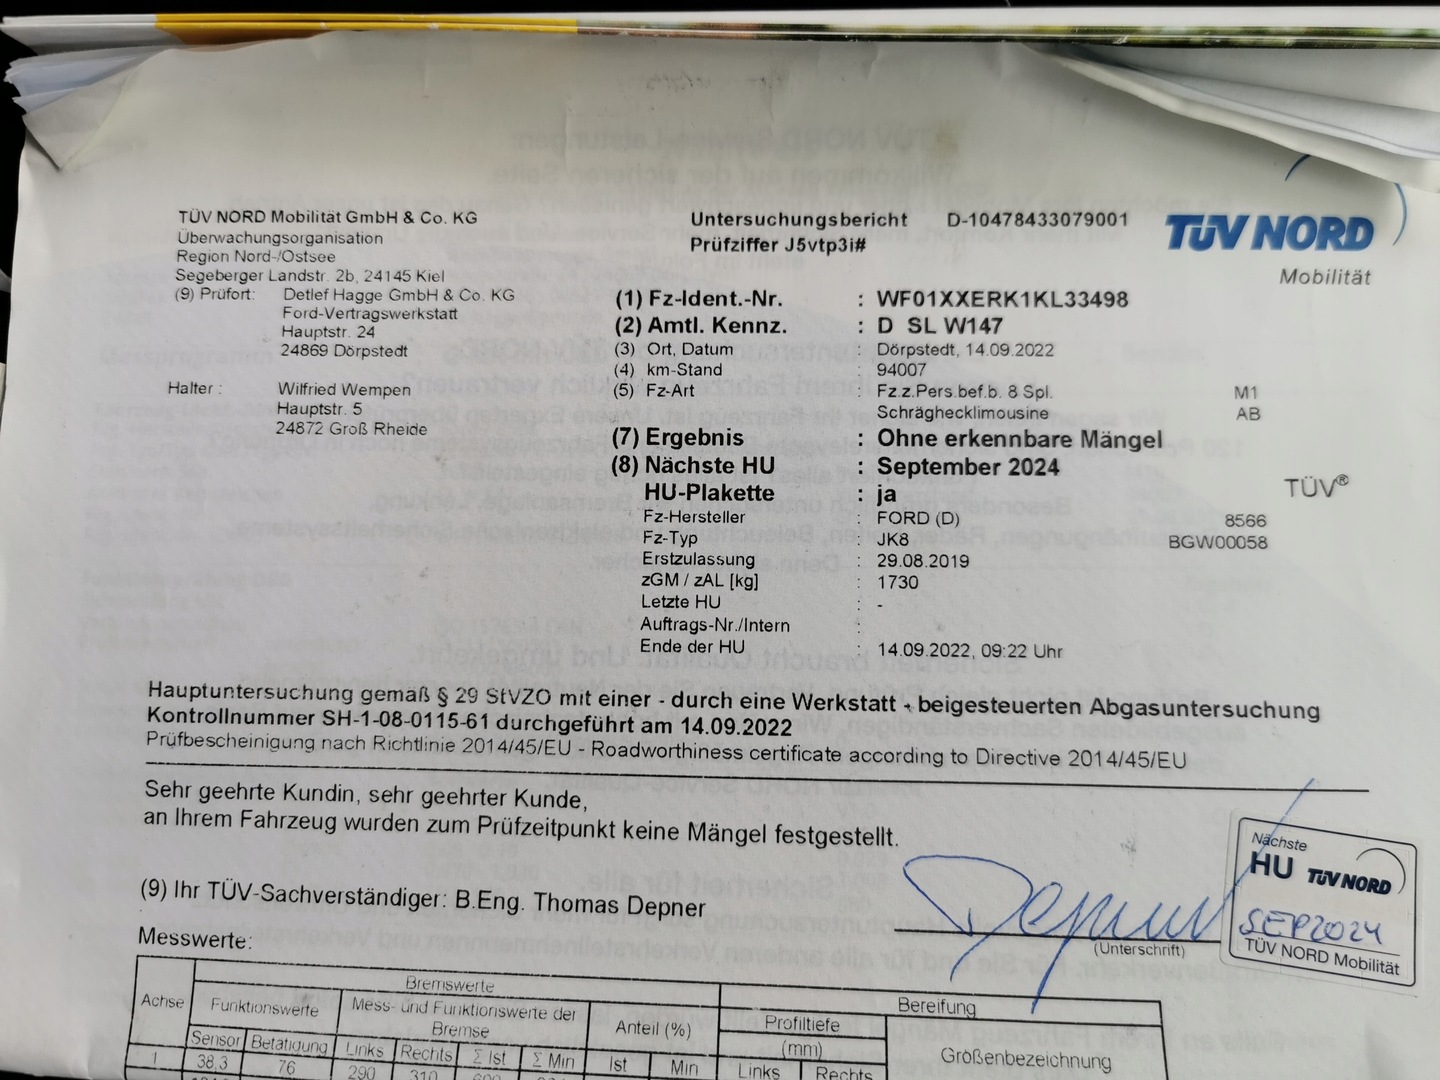 TÜV NORD Mobilität GmbH & Co. KG
Überwachungsorganisation
Region Nord-/Ostsee
Segeberger Landstr. 2b, 24145 Kiel
(9) Prüfort: Detlef Hagge GmbH & Co. KG
Ford-Vertragswerkstatt
Hauptstr. 24
24869 Dörpstedt
Halter : Wilfried Wempen
Hauptstr. 5
24872 Groß Rheide
Untersuchungsbericht D-10478433079001
Prüfziffer J5vtp3i#
TÜV NORD
Mobilität
(1) Fz-Ident.-Nr. : WF01XXERK1KL33498
(2) Amtl. Kennz. : D SL W147
(3) Ort, Datum : Dörpstedt, 14.09.2022
(4) km-Stand : 94007
(5) Fz-Art : Fz.z.Pers.bef.b. 8 Spl. M1
Schräghecklimousine AB
(7) Ergebnis : Ohne erkennbare Mängel
(8) Nächste HU : September 2024
HU-Plakette : ja
TÜV®
Fz-Hersteller : FORD (D) 8566
Fz-Typ : JK8 BGW00058
Erstzulassung : 29.08.2019
zGM / zAL [kg] : 1730
Letzte HU : -
Auftrags-Nr./Intern :
Ende der HU : 14.09.2022, 09:22 Uhr
Hauptuntersuchung gemäß § 29 StVZO mit einer - durch eine Werkstatt - beigesteuerten Abgasuntersuchung
Kontrollnummer SH-1-08-0115-61 durchgeführt am 14.09.2022
Prüfbescheinigung nach Richtlinie 2014/45/EU - Roadworthiness certificate according to Directive 2014/45/EU
Sehr geehrte Kundin, sehr geehrter Kunde,
an Ihrem Fahrzeug wurden zum Prüfzeitpunkt keine Mängel festgestellt.
(9) Ihr TÜV-Sachverständiger: B.Eng. Thomas Depner
(Unterschrift)
Nächste
HU TÜV NORD
SEP2024
TÜV NORD Mobilität
Messwerte:
Achse Bremswerte Bereifung
Funktionswerte Mess- und Funktionswerte der Bremse Anteil (%) Profiltiefe (mm) Größenbezeichnung
Sensor Betätigung Links Rechts Σ Ist Σ Min Ist Min Links Rechts
1 38,3 76 290 310